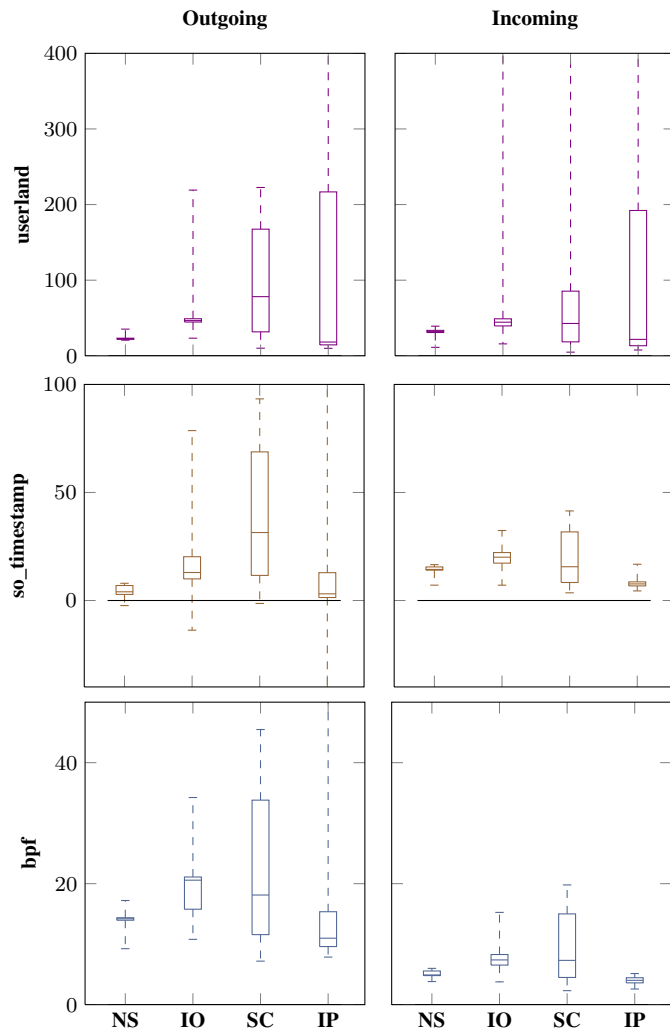 Outgoing Incoming
400
300
200
100
0
userland
100
50
0
so_timestamp
40
20
0
bpf
NS IO SC IP NS IO SC IP